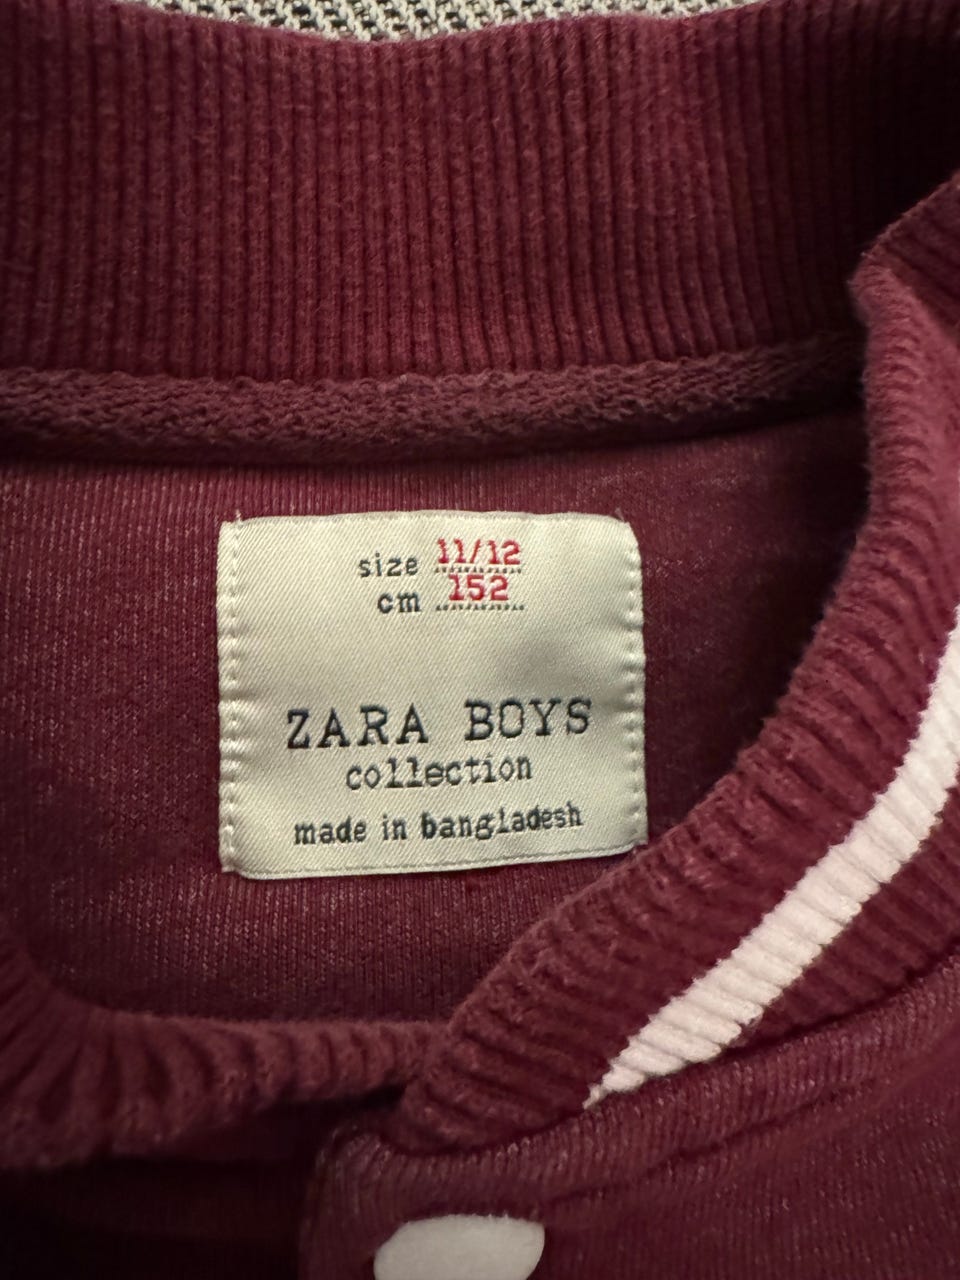 size 11/12
cm 152
ZARA BOYS
collection
made in bangladesh